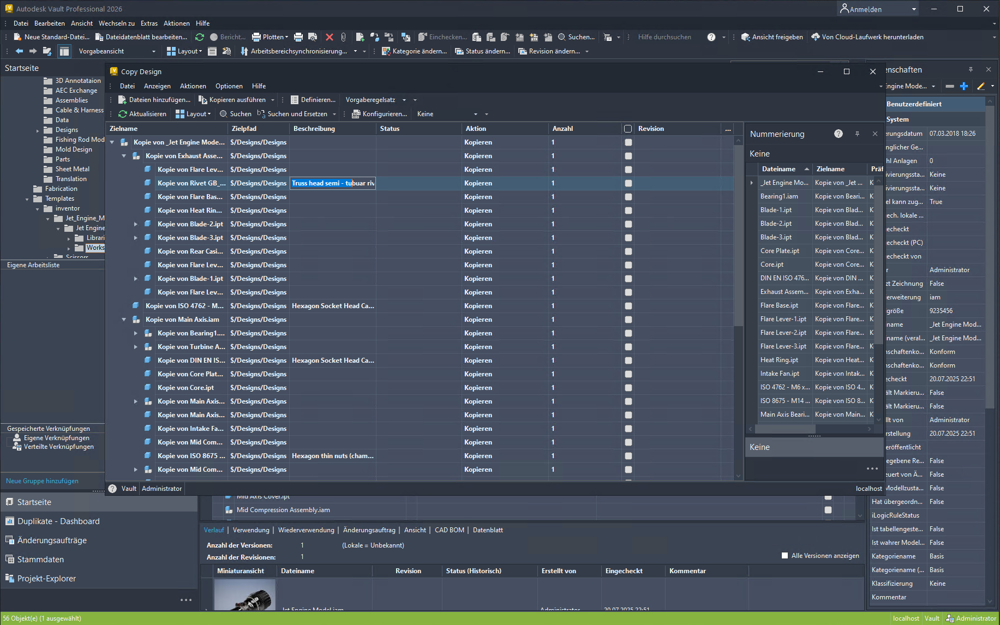 Autodesk Vault Professional 2026
Anmelden
Datei Bearbeiten Ansicht Wechseln zu Extras Aktionen Hilfe
Neue Standard-Datei... Dateidatenblatt bearbeiten... Bericht... Plotten Einchecken... Suchen... Hilfe durchsuchen Ansicht freigeben Von Cloud-Laufwerk herunterladen
Vorgabeansicht Layout Arbeitsbereichsynchronisierung... Kategorie ändern... Status ändern... Revision ändern...
Startseite
3D Annotataion
AEC Exchange
Assemblies
Cable & Harness
Data
Designs
Fishing Rod Mod
Mold Design
Parts
Sheet Metal
Translation
Fabrication
Templates
inventor
Jet_Engine_M
Jet Engine
Librari
Works
Scissors
Eigene Arbeitsliste
Gespeicherte Verknüpfungen
Eigene Verknüpfungen
Verteilte Verknüpfungen
Neue Gruppe hinzufügen
Startseite
Duplikate - Dashboard
Änderungsaufträge
Stammdaten
Projekt-Explorer
Copy Design
Datei Anzeigen Aktionen Optionen Hilfe
Dateien hinzufügen... Kopieren ausführen Definieren... Vorgaberegelsatz
Aktualisieren Layout Suchen Suchen und Ersetzen Konfigurieren... Keine
Zielname Zielpfad Beschreibung Status Aktion Anzahl Revision ...
Kopie von _Jet Engine Mode... $/Designs/Designs Kopieren 1
Kopie von Exhaust Asse... $/Designs/Designs Kopieren 1
Kopie von Flare Lev... $/Designs/Designs Kopieren 1
Kopie von Rivet GB_... $/Designs/Designs Truss head semi - tubuar riv Kopieren 1
Kopie von Flare Bas... $/Designs/Designs Kopieren 1
Kopie von Heat Rin... $/Designs/Designs Kopieren 1
Kopie von Blade-2.ipt $/Designs/Designs Kopieren 1
Kopie von Blade-3.ipt $/Designs/Designs Kopieren 1
Kopie von Rear Casi... $/Designs/Designs Kopieren 1
Kopie von Flare Lev... $/Designs/Designs Kopieren 1
Kopie von Blade-1.ipt $/Designs/Designs Kopieren 1
Kopie von Flare Lev... $/Designs/Designs Kopieren 1
Kopie von ISO 4762 - M... $/Designs/Designs Hexagon Socket Head Ca... Kopieren 1
Kopie von Main Axis.iam $/Designs/Designs Kopieren 1
Kopie von Bearing1.... $/Designs/Designs Kopieren 1
Kopie von Turbine A... $/Designs/Designs Kopieren 1
Kopie von DIN EN IS... $/Designs/Designs Hexagon Socket Head Ca... Kopieren 1
Kopie von Core Plat... $/Designs/Designs Kopieren 1
Kopie von Core.ipt $/Designs/Designs Kopieren 1
Kopie von Main Axis... $/Designs/Designs Kopieren 1
Kopie von Main Axis... $/Designs/Designs Kopieren 1
Kopie von Intake Fa... $/Designs/Designs Kopieren 1
Kopie von Mid Com... $/Designs/Designs Kopieren 1
Kopie von ISO 8675 ... $/Designs/Designs Hexagon thin nuts (cham... Kopieren 1
Kopie von Mid Com... $/Designs/Designs Kopieren 1
Vault Administrator localhost
Nummerierung
Keine
Dateiname Zielname Präf
_Jet Engine Mo... Kopie von _Jet ... K
Bearing1.iam Kopie von Beari... K
Blade-1.ipt Kopie von Blad... K
Blade-2.ipt Kopie von Blad... K
Blade-3.ipt Kopie von Blad... K
Core Plate.ipt Kopie von Core... K
Core.ipt Kopie von Core... K
DIN EN ISO 476... Kopie von DIN ... K
Exhaust Assem... Kopie von Exha... K
Flare Base.ipt Kopie von Flare... K
Flare Lever-1.ipt Kopie von Flare... K
Flare Lever-2.ipt Kopie von Flare... K
Flare Lever-3.ipt Kopie von Flare... K
Heat Ring.ipt Kopie von Heat... K
Intake Fan.ipt Kopie von Intak... K
ISO 4762 - M6 x... Kopie von ISO 4... K
ISO 8675 - M14 ... Kopie von ISO 8... K
Main Axis Beari... Kopie von Main... K
Keine
Mid Axis Cover.ipt
Mid Compression Assembly.iam
Verlauf | Verwendung | Wiederverwendung | Änderungsauftrag | Ansicht | CAD BOM | Datenblatt
Anzahl der Versionen: 1 (Lokale = Unbekannt)
Anzahl der Revisionen: 1
Alle Versionen anzeigen
Miniaturansicht Dateiname Revision Status (Historisch) Erstellt von Eingecheckt Kommentar
Jet Engine Model.iam Administrator 20.07.2025 22:51
enschaften
ngine Mode...
Benutzerdefiniert
System
erungsdatum 07.03.2018 18:26
nglicher Ge...
hl Anlagen 0
ivierungssta... Keine
ivierungssta... Keine
el kann zug... True
ech. lokale ...
echeckt
echeckt (PC)
echeckt von
r Administrator
zt Zeichnung False
erweiterung iam
größe 9235456
iname _Jet Engine Mod...
iname (veral... _Jet Engine Mod...
nschaftenko... Konform
nschaftenko... Konform
echeckt 20.07.2025 22:51
ält Markieru... False
ält Markieru... False
llt von Administrator
rstellung 20.07.2025 22:51
eröffentlicht
egebene Re... False
euert von Ä... False
Modellzusta... False
Hat übergeordn... False
iLogicRuleStatus
Ist tabellengeste... False
Ist wahrer Model... False
Kategoriename Basis
Kategoriename (... Basis
Klassifizierung Keine
Kommentar
56 Objekt(e) (1 ausgewählt) localhost Vault Administrator